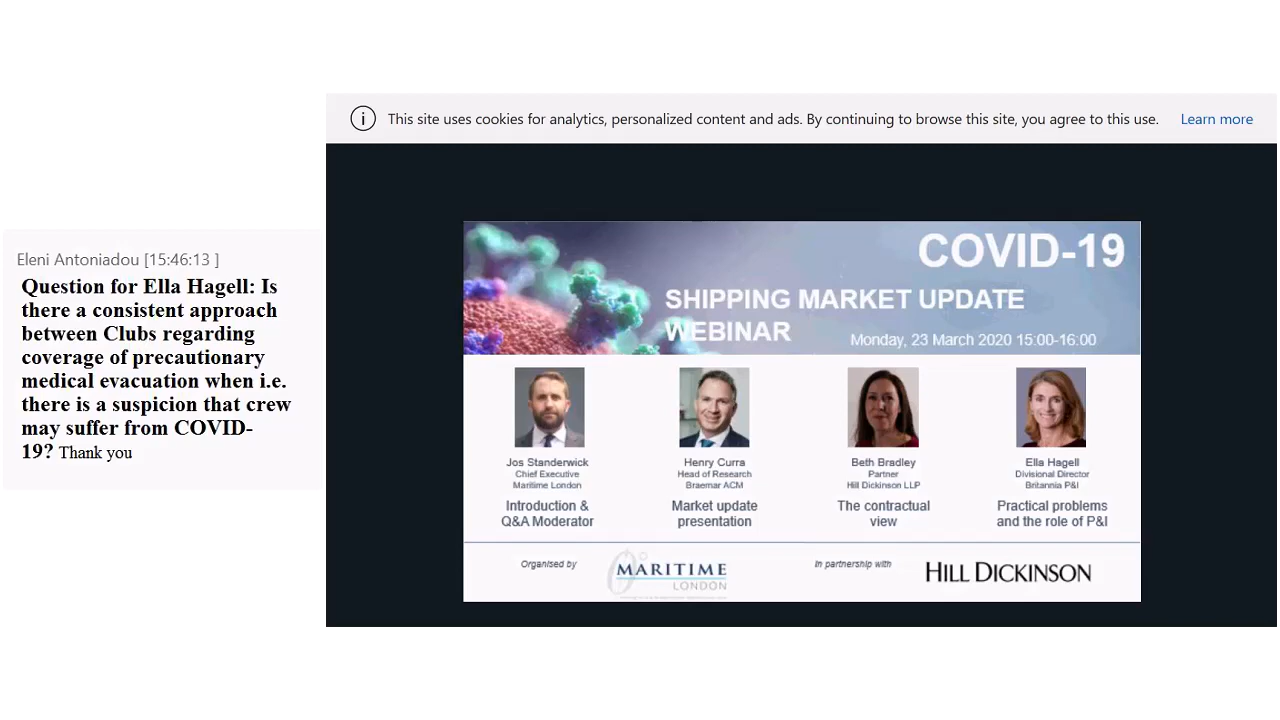 This site uses cookies for analytics, personalized content and ads. By continuing to browse this site, you agree to this use. Learn more
Eleni Antoniadou [15:46:13 ]
Question for Ella Hagell: Is
there a consistent approach
between Clubs regarding
coverage of precautionary
medical evacuation when i.e.
there is a suspicion that crew
may suffer from COVID-
19? Thank you
COVID-19
SHIPPING MARKET UPDATE
WEBINAR
Monday, 23 March 2020 15:00-16:00
Jos Standerwick
Chief Executive
Maritime London
Introduction &
Q&A Moderator
Henry Curra
Head of Research
Braemar ACM
Market update
presentation
Beth Bradley
Partner
Hill Dickinson LLP
The contractual
view
Ella Hagell
Divisional Director
Britannia P&I
Practical problems
and the role of P&I
Organised by
MARITIME
LONDON
In partnership with
HILL DICKINSON